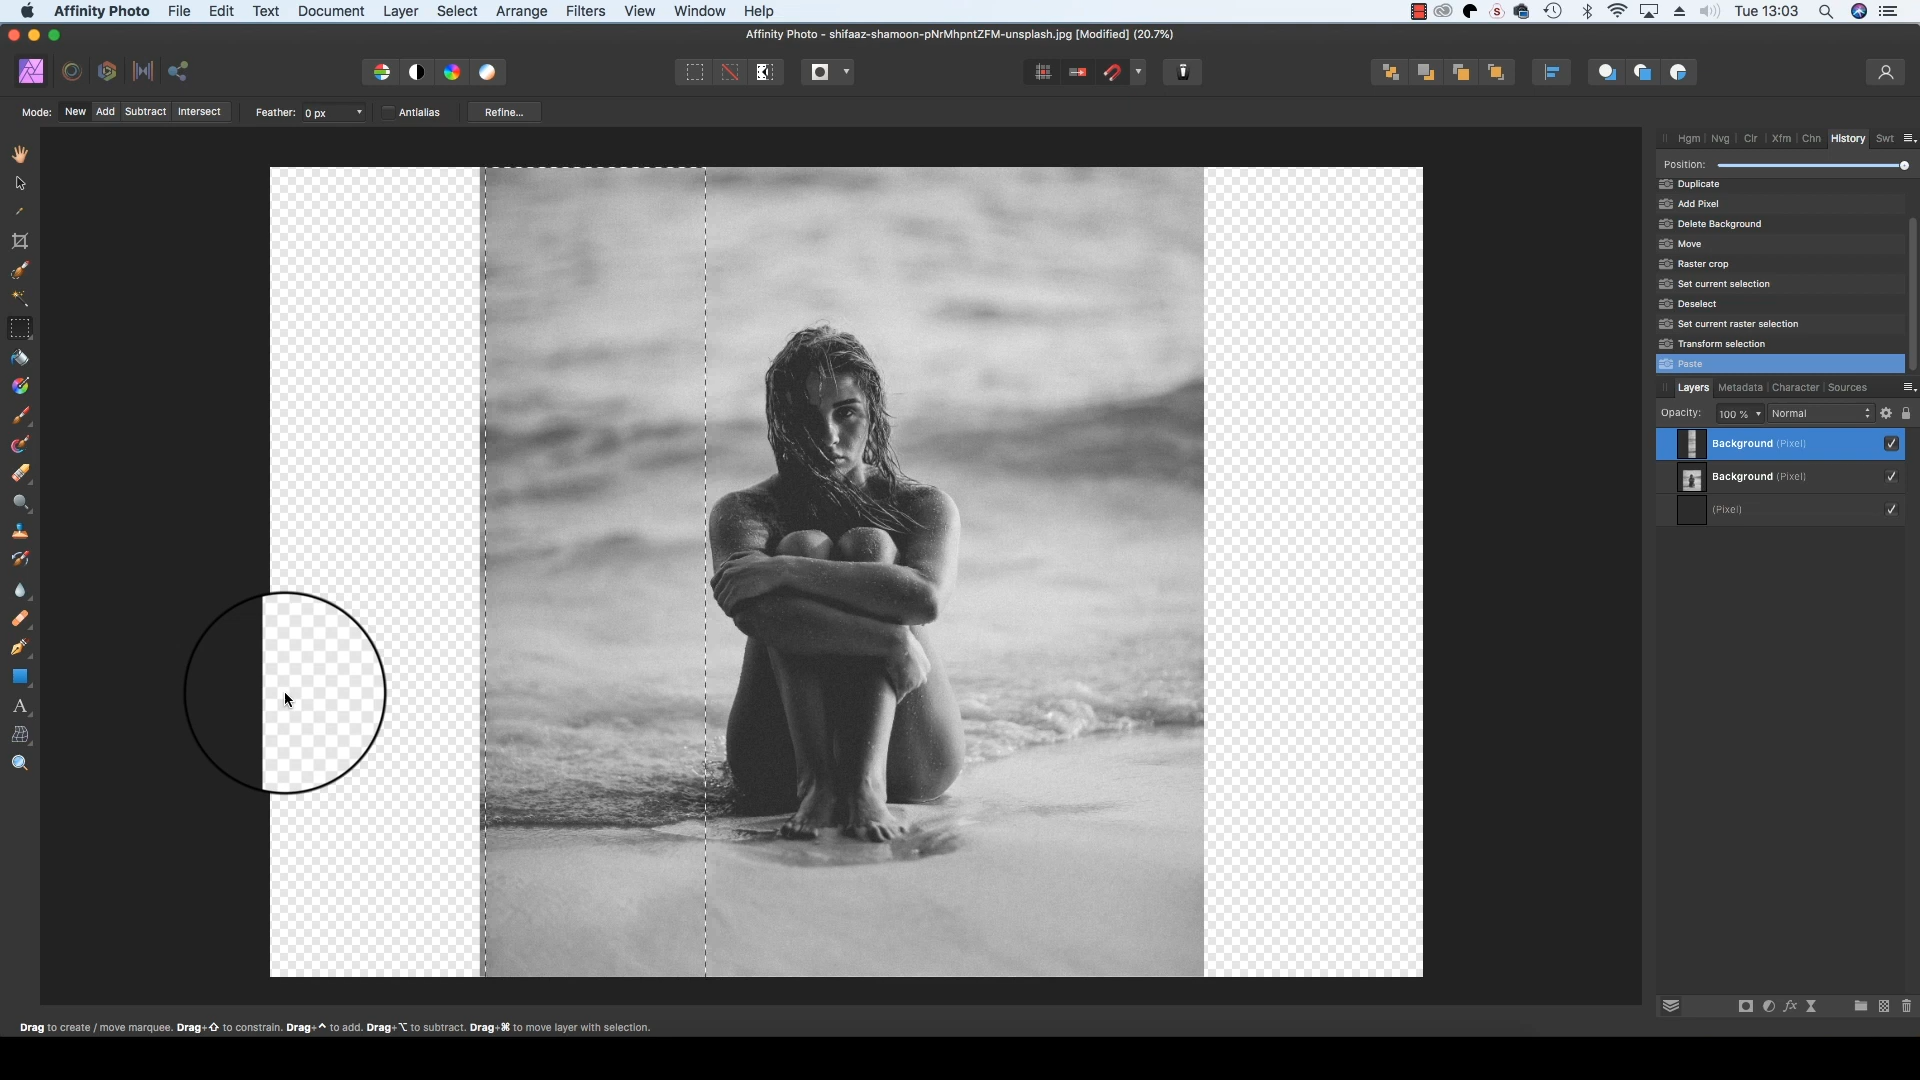 Affinity Photo File Edit Text Document Layer Select Arrange Filters View Window Help Tue 13:03
Affinity Photo - shifaaz-shamoon-pNrMhpntZFM-unsplash.jpg [Modified] (20.7%)
Mode: New Add Subtract Intersect Feather: 0 px Antialias Refine...
Hgm Nvg Clr Xfm Chn History Swt
Position:
Duplicate
Add Pixel
Delete Background
Move
Raster crop
Set current selection
Deselect
Set current raster selection
Transform selection
Paste
Layers Metadata Character Sources
Opacity: 100 % Normal
Background (Pixel)
Background (Pixel)
(Pixel)
Drag to create / move marquee. Drag+⇧ to constrain. Drag+⌃ to add. Drag+⌥ to subtract. Drag+⌘ to move layer with selection.